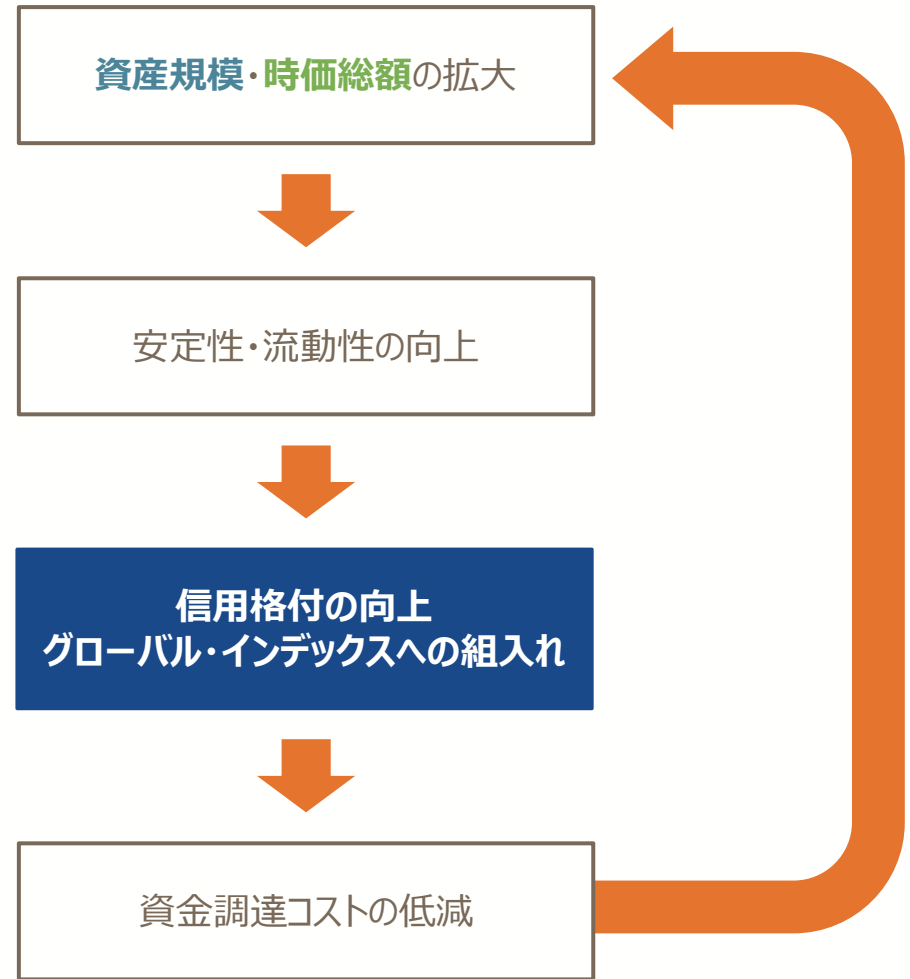 資産規模・時価総額の拡大
安定性・流動性の向上
信用格付の向上
グローバル・インデックスへの組入れ
資金調達コストの低減